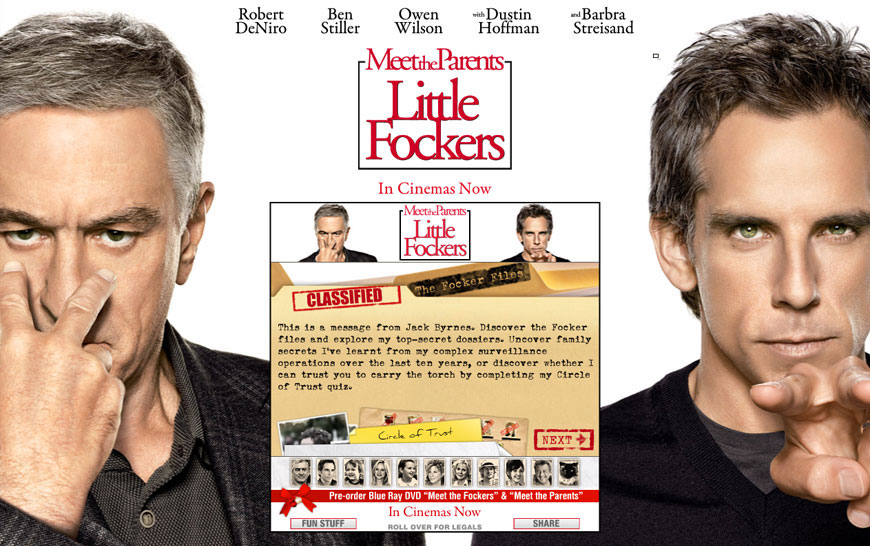 Robert DeNiro
Ben Stiller
Owen Wilson
with Dustin Hoffman
and Barbra Streisand
Meet the Parents
Little
Fockers
In Cinemas Now
Meet the Parents
Little
Fockers
CLASSIFIED
The Focker Files
This is a message from Jack Byrnes. Discover the Focker
files and explore my top-secret dossiers. Uncover family
secrets I've learnt from my complex surveillance
operations over the last ten years, or discover whether I
can trust you to carry the torch by completing my Circle
of Trust quiz.
Circle of Trust
NEXT
Pre-order Blue Ray DVD “Meet the Fockers” & “Meet the Parents”
In Cinemas Now
FUN STUFF
ROLL OVER FOR LEGALS
SHARE